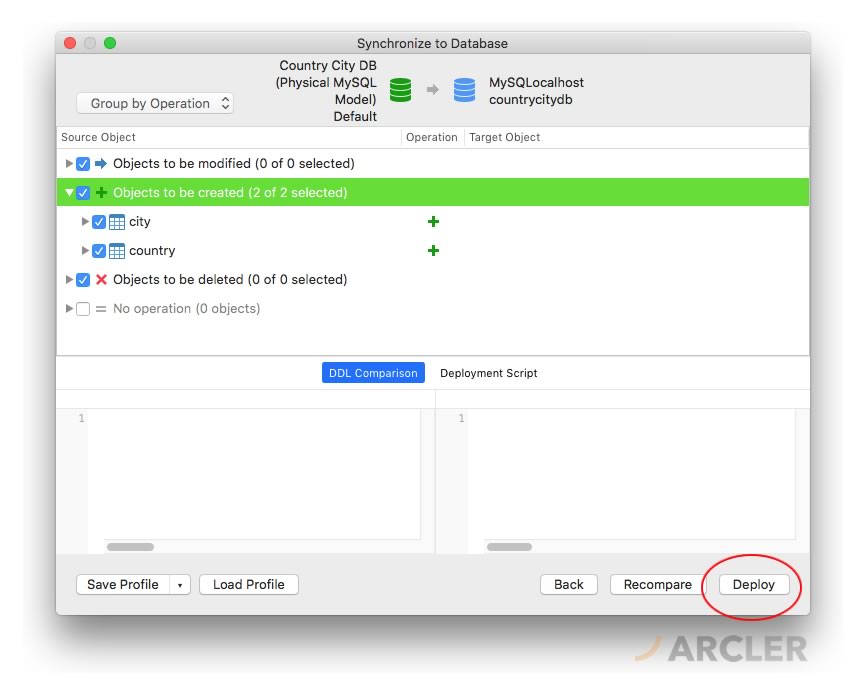 Synchronize to Database
Country City DB
(Physical MySQL
Model)
Default
MySQLocalhost
countrycitydb
Group by Operation
Source Object Operation Target Object
Objects to be modified (0 of 0 selected)
Objects to be created (2 of 2 selected)
city
country
Objects to be deleted (0 of 0 selected)
No operation (0 objects)
DDL Comparison Deployment Script
1 1
Save Profile Load Profile Back Recompare Deploy
ARCLER